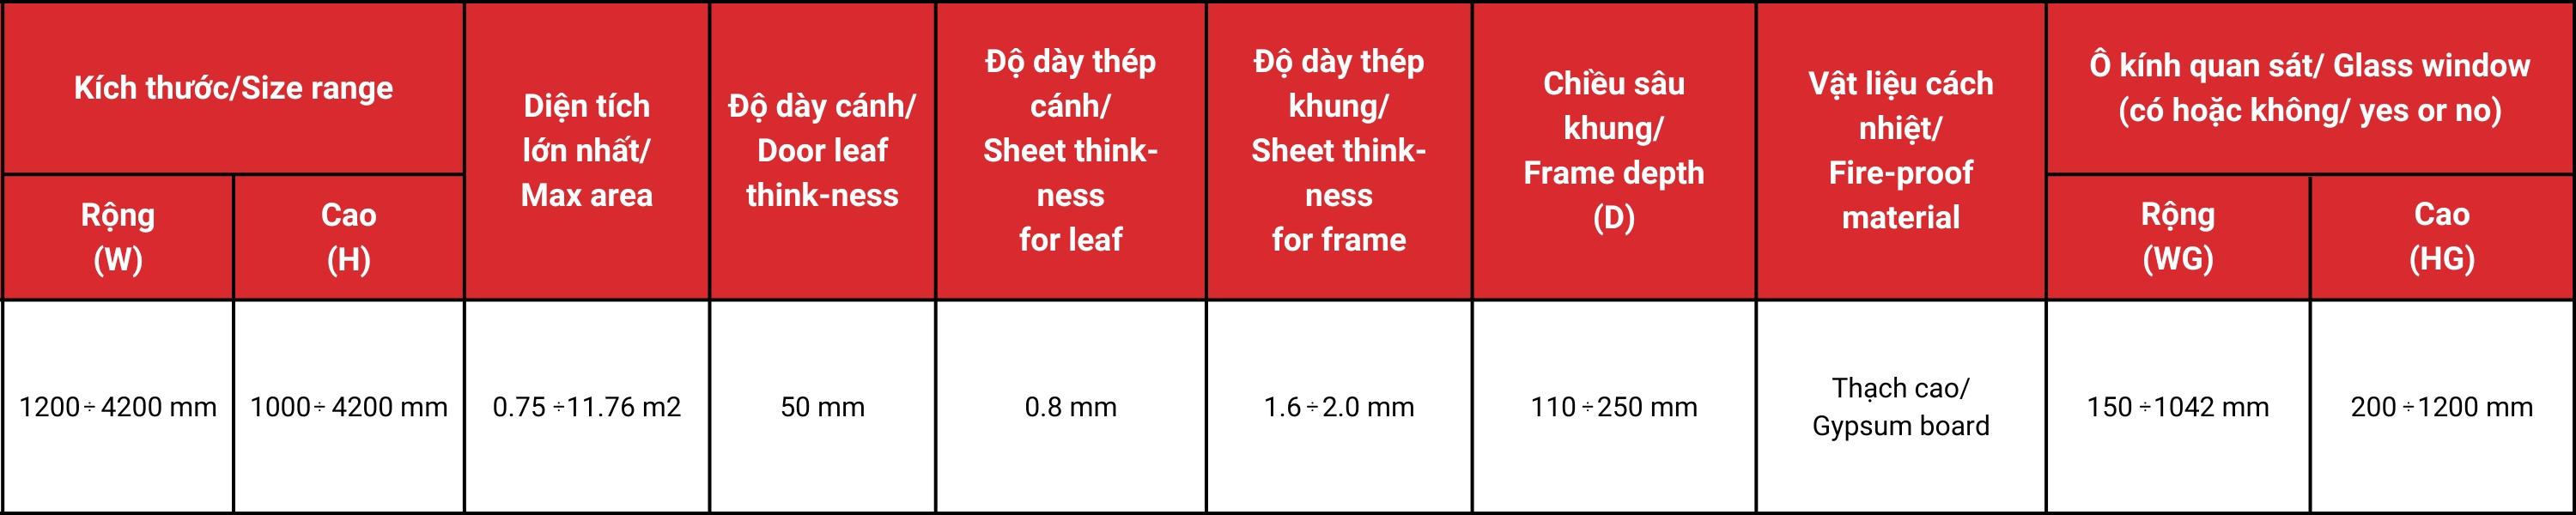 Kích thước/Size range
Rộng
(W)
Cao
(H)
Diện tích
lớn nhất/
Max area
Độ dày cánh/
Door leaf
think-ness
Độ dày thép
cánh/
Sheet think-
ness
for leaf
Độ dày thép
khung/
Sheet think-
ness
for frame
Chiều sâu
khung/
Frame depth
(D)
Vật liệu cách
nhiệt/
Fire-proof
material
Ô kính quan sát/ Glass window
(có hoặc không/ yes or no)
Rộng
(WG)
Cao
(HG)
1200÷ 4200 mm
1000÷ 4200 mm
0.75 ÷11.76 m2
50 mm
0.8 mm
1.6÷2.0 mm
110 ÷250 mm
Thạch cao/
Gypsum board
150 ÷1042 mm
200 ÷1200 mm